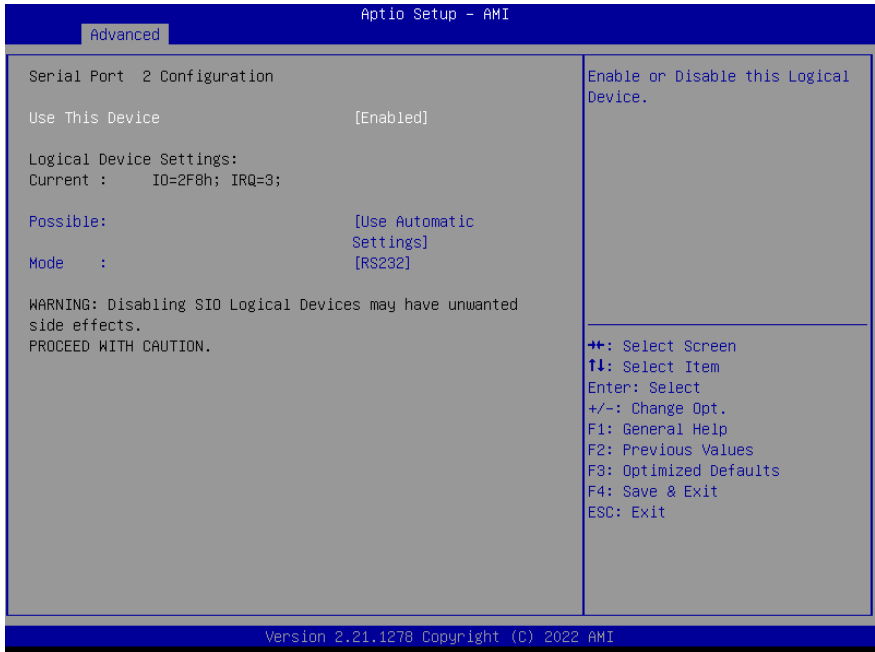 Aptio Setup – AMI
Advanced
Serial Port 2 Configuration
Use This Device [Enabled]
Logical Device Settings:
Current : IO=2F8h; IRQ=3;
Possible: [Use Automatic
Settings]
Mode : [RS232]
WARNING: Disabling SIO Logical Devices may have unwanted
side effects.
PROCEED WITH CAUTION.
Enable or Disable this Logical
Device.
→←: Select Screen
↑↓: Select Item
Enter: Select
+/-: Change Opt.
F1: General Help
F2: Previous Values
F3: Optimized Defaults
F4: Save & Exit
ESC: Exit
Version 2.21.1278 Copyright (C) 2022 AMI